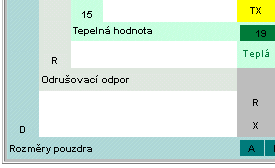 15 TX
Tepelná hodnota 19
R Teplá
Odrušovací odpor
R
D X
Rozměry pouzdra A